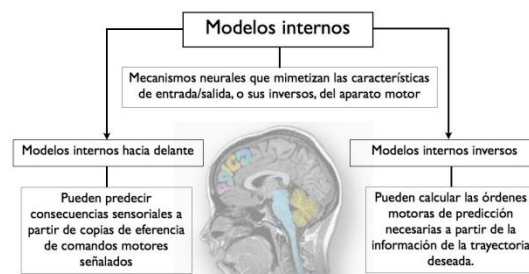 Modelos internos
Mecanismos neurales que mimetizan las características
de entrada/salida, o sus inversos, del aparato motor
Modelos internos hacia delante
Pueden predecir
consecuencias sensoriales a
partir de copias de eferencia
de comandos motores
señalados
Modelos internos inversos
Pueden calcular las órdenes
motoras de predicción
necesarias a partir de la
información de la trayectoria
deseada.